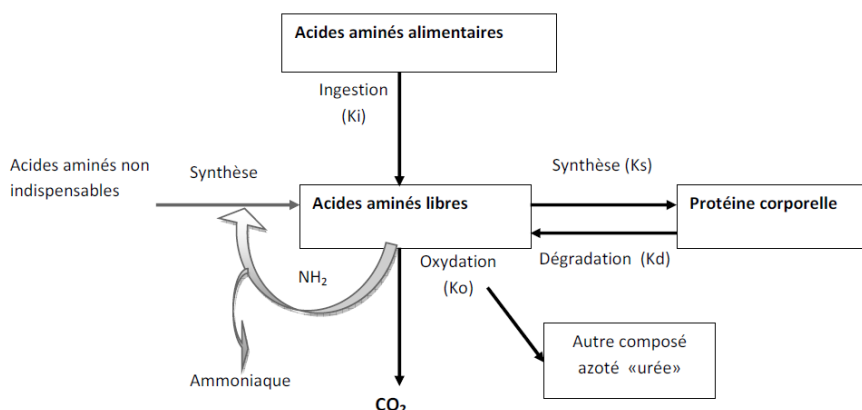 Acides aminés alimentaires
Ingestion
(Ki)
Acides aminés non
indispensables
Synthèse
Synthèse (Ks)
Acides aminés libres
Protéine corporelle
Oxydation
(Ko)
Dégradation (Kd)
NH₂
Autre composé
azoté «urée»
Ammoniaque
CO₂